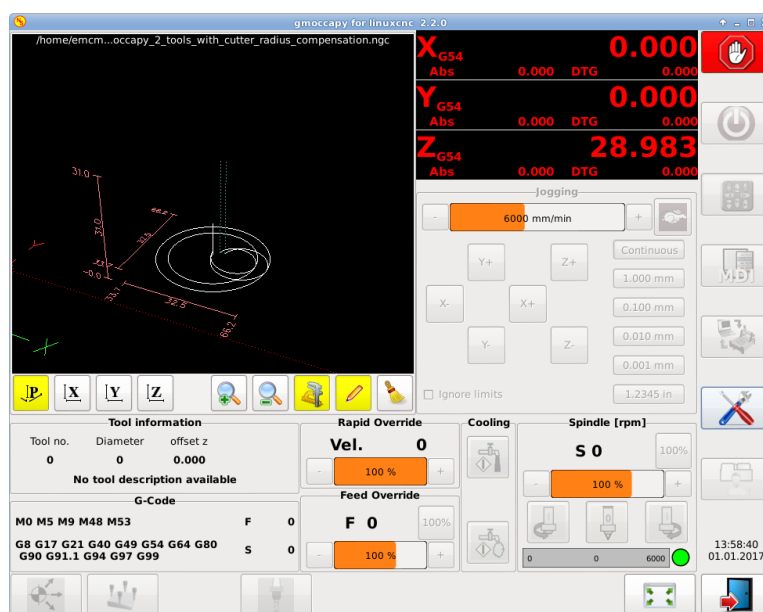 gmoccapy for linuxcnc 2.2.0
/home/emcm...occapy_2_tools_with_cutter_radius_compensation.ngc
X G54 0.000
Abs 0.000 DTG 0.000
Y G54 0.000
Abs 0.000 DTG 0.000
Z G54 28.983
Abs 0.000 DTG 0.000
31.0
31.0
-0.0
66.2
32.5
33.7
33.7
32.5
66.2
X
Y
Jogging
- 6000 mm/min +
Y+ Z+
X- X+
Y- Z-
Continuous
1.000 mm
0.100 mm
0.010 mm
0.001 mm
1.2345 in
Ignore limits
MDI
P X Y Z
Tool information
Tool no. Diameter offset z
0 0 0.000
No tool description available
G-Code
M0 M5 M9 M48 M53 F 0
G8 G17 G21 G40 G49 G54 G64 G80
G90 G91.1 G94 G97 G99 S 0
Rapid Override
Vel. 0
- 100 % +
Feed Override
F 0 100%
- 100 % +
Cooling
Spindle [rpm]
S 0 100%
- 100 % +
0 0 6000
13:58:40
01.01.2017